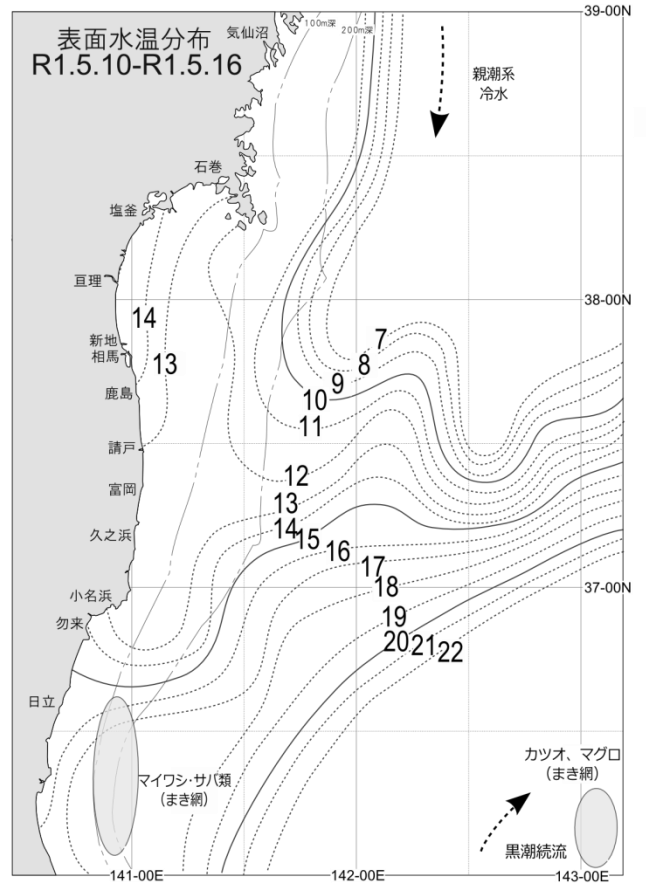 39-00N
気仙沼
100m深
200m深
表面水温分布
R1.5.10-R1.5.16
親潮系
冷水
石巻
塩釜
亘理
38-00N
14
新地
相馬
13
鹿島
7
8
9
10
11
請戸
12
富岡
13
14
15
久之浜
16
17
18
37-00N
小名浜
19
勿来
20
21
22
日立
カツオ、マグロ
(まき網)
マイワシ・サバ類
(まき網)
黒潮続流
141-00E
142-00E
143-00E